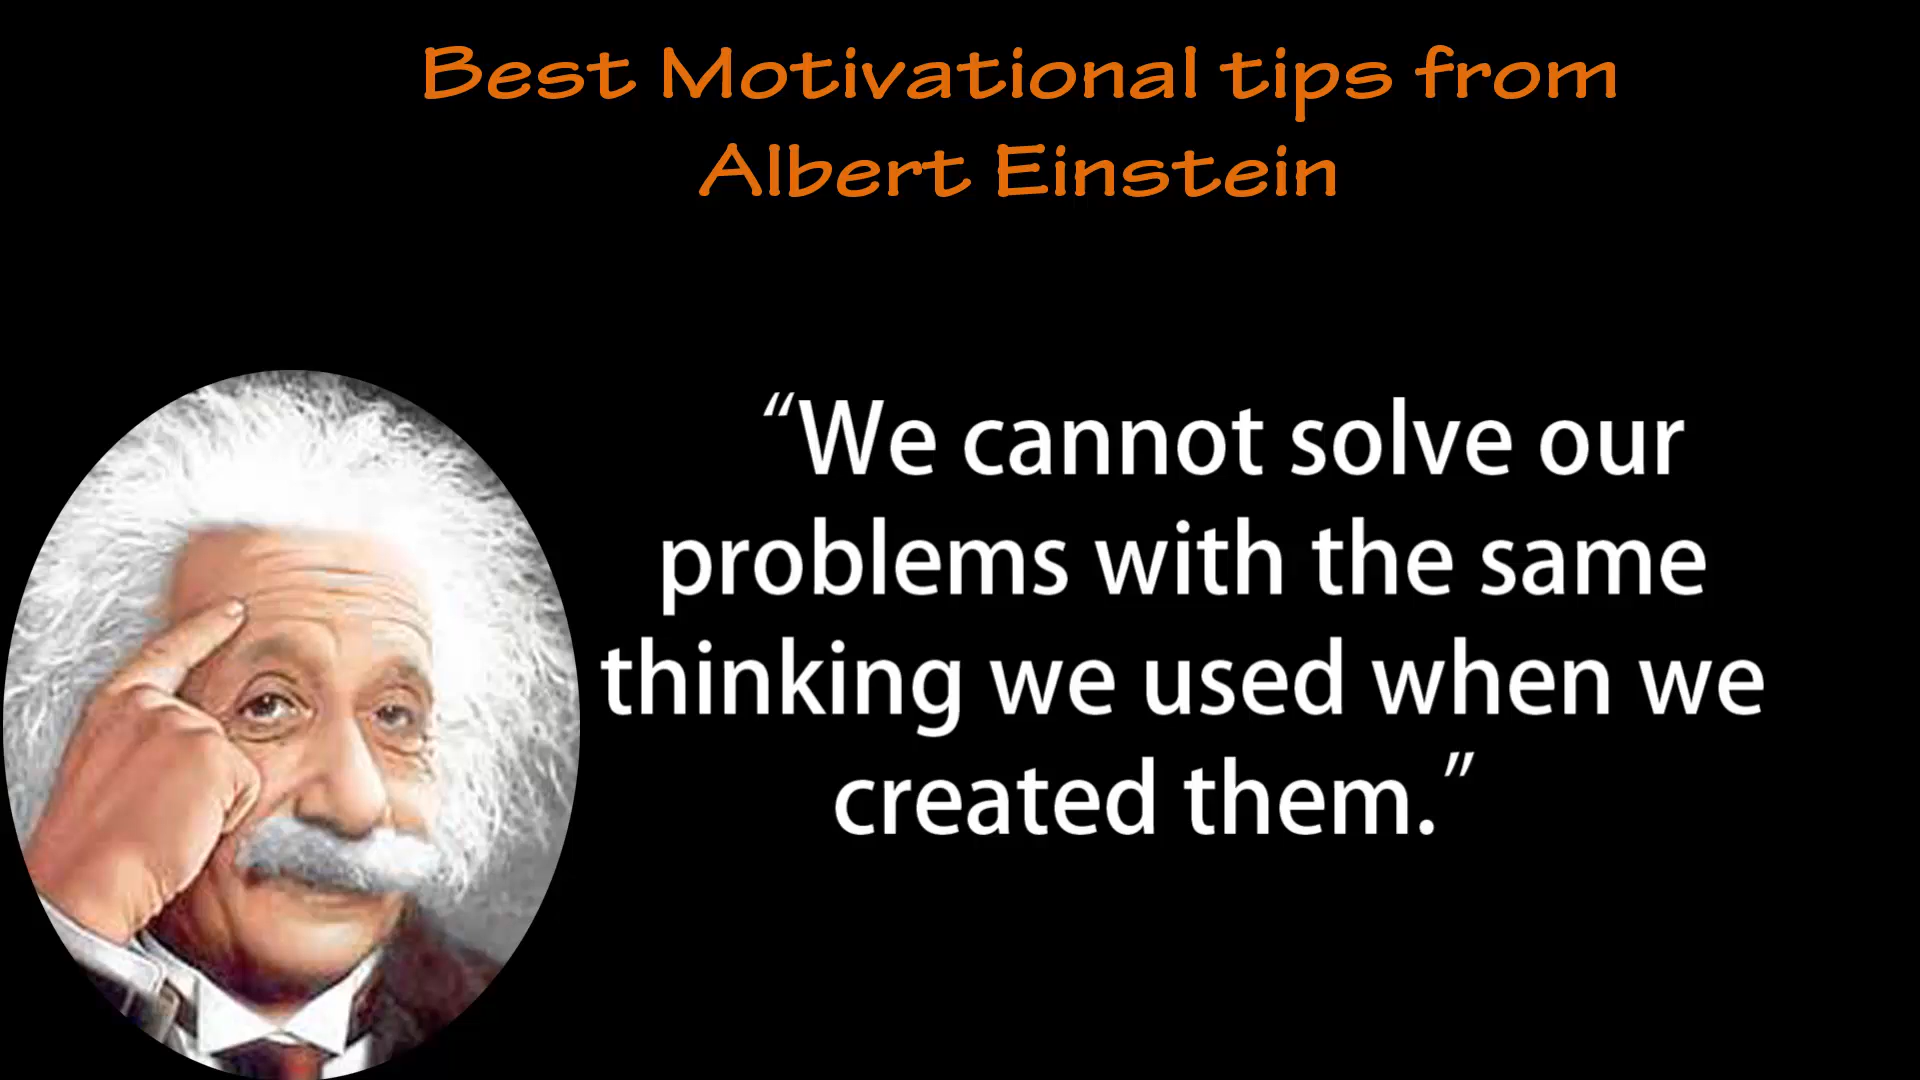 Best Motivational tips from
Albert Einstein
“We cannot solve our
problems with the same
thinking we used when we
created them.”